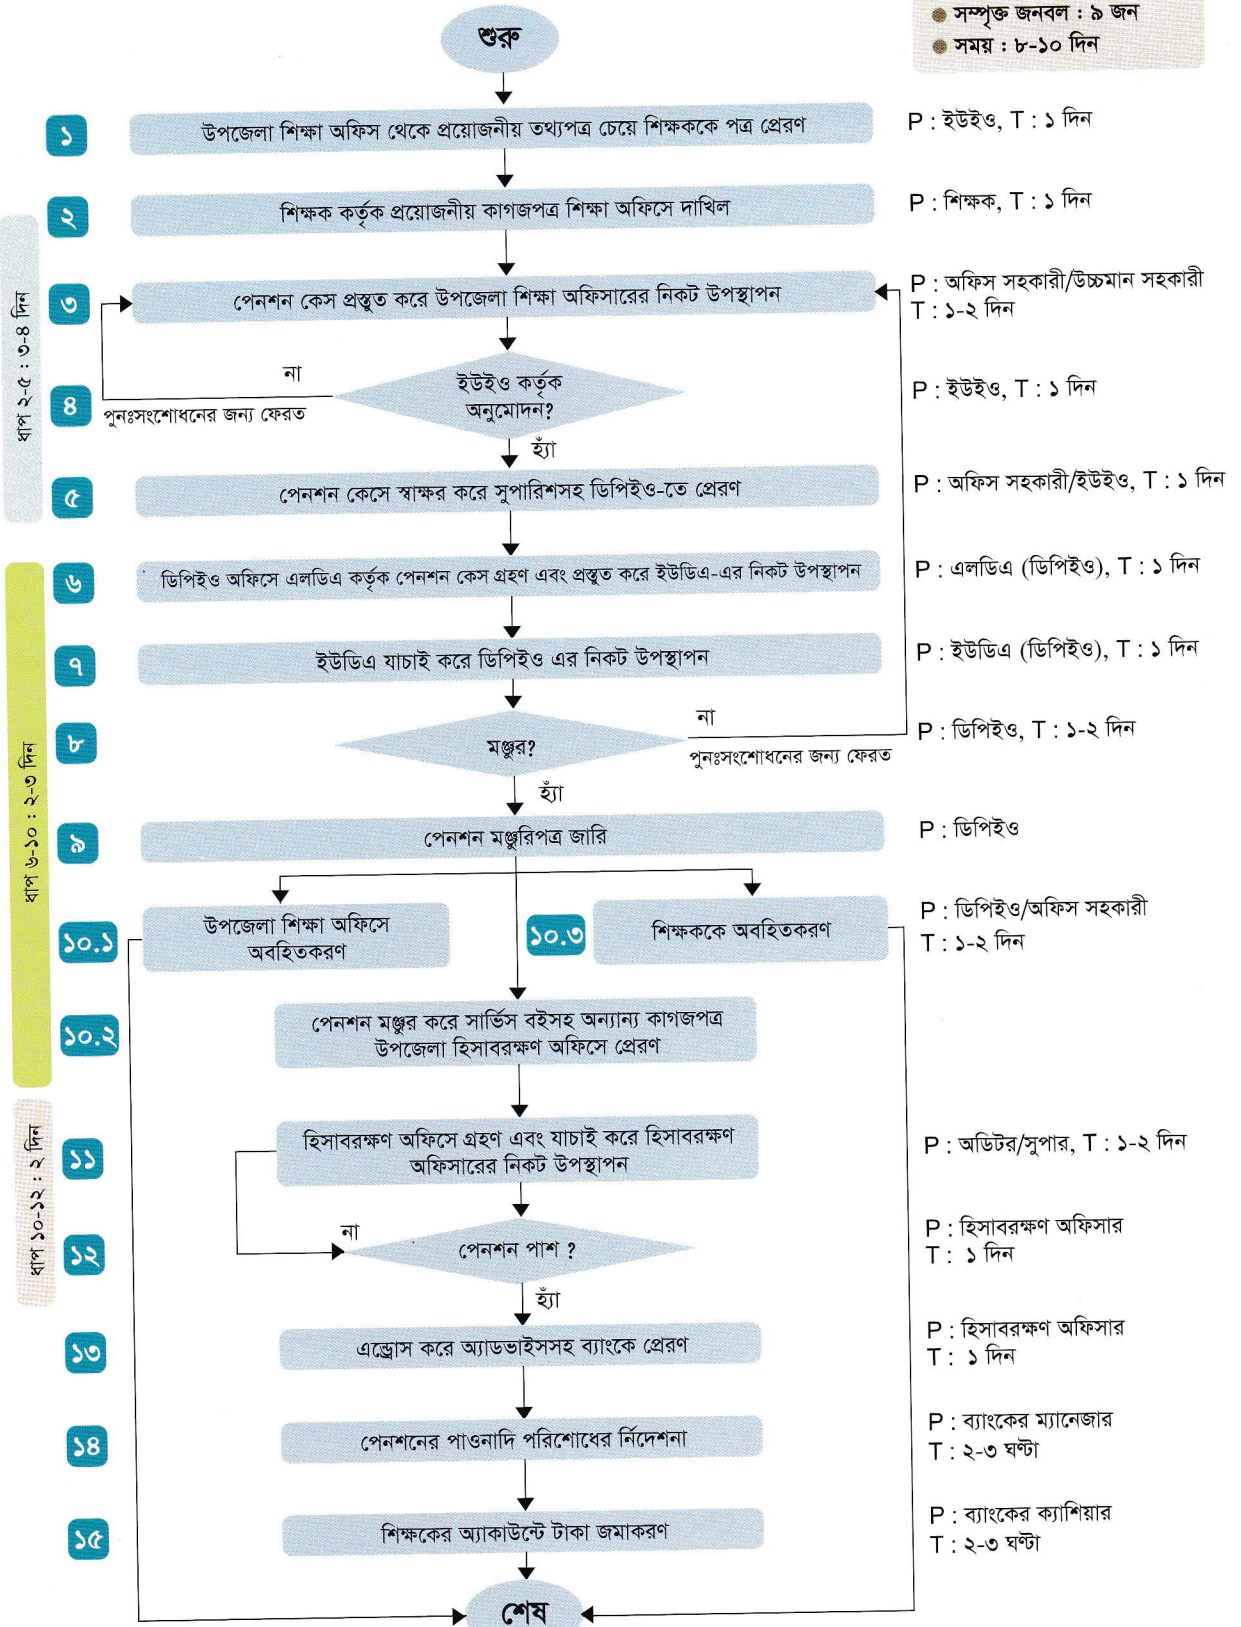 ● সম্পৃক্ত জনবল : ৯ জন
● সময় : ৮-১০ দিন
শুরু
১
উপজেলা শিক্ষা অফিস থেকে প্রয়োজনীয় তথ্যপত্র চেয়ে শিক্ষককে পত্র প্রেরণ
P : ইউইও, T : ১ দিন
২
শিক্ষক কর্তৃক প্রয়োজনীয় কাগজপত্র শিক্ষা অফিসে দাখিল
P : শিক্ষক, T : ১ দিন
ধাপ ২-৫ : ৩-৪ দিন
৩
পেনশন কেস প্রস্তুত করে উপজেলা শিক্ষা অফিসারের নিকট উপস্থাপন
P : অফিস সহকারী/উচ্চমান সহকারী
T : ১-২ দিন
৪
না
পুনঃসংশোধনের জন্য ফেরত
ইউইও কর্তৃক
অনুমোদন?
P : ইউইও, T : ১ দিন
হ্যাঁ
৫
পেনশন কেসে স্বাক্ষর করে সুপারিশসহ ডিপিইও-তে প্রেরণ
P : অফিস সহকারী/ইউইও, T : ১ দিন
ধাপ ৬-১০ : ২-৩ দিন
৬
ডিপিইও অফিসে এলডিএ কর্তৃক পেনশন কেস গ্রহণ এবং প্রস্তুত করে ইউডিএ-এর নিকট উপস্থাপন
P : এলডিএ (ডিপিইও), T : ১ দিন
৭
ইউডিএ যাচাই করে ডিপিইও এর নিকট উপস্থাপন
P : ইউডিএ (ডিপিইও), T : ১ দিন
৮
মঞ্জুর?
না
পুনঃসংশোধনের জন্য ফেরত
P : ডিপিইও, T : ১-২ দিন
হ্যাঁ
৯
পেনশন মঞ্জুরিপত্র জারি
P : ডিপিইও
১০.১
উপজেলা শিক্ষা অফিসে
অবহিতকরণ
১০.৩
শিক্ষককে অবহিতকরণ
P : ডিপিইও/অফিস সহকারী
T : ১-২ দিন
১০.২
পেনশন মঞ্জুর করে সার্ভিস বইসহ অন্যান্য কাগজপত্র
উপজেলা হিসাবরক্ষণ অফিসে প্রেরণ
ধাপ ১০-১২ : ২ দিন
১১
হিসাবরক্ষণ অফিসে গ্রহণ এবং যাচাই করে হিসাবরক্ষণ
অফিসারের নিকট উপস্থাপন
P : অডিটর/সুপার, T : ১-২ দিন
১২
না
পেনশন পাশ ?
P : হিসাবরক্ষণ অফিসার
T : ১ দিন
হ্যাঁ
১৩
এন্ড্রোস করে অ্যাডভাইসসহ ব্যাংকে প্রেরণ
P : হিসাবরক্ষণ অফিসার
T : ১ দিন
১৪
পেনশনের পাওনাদি পরিশোধের নির্দেশনা
P : ব্যাংকের ম্যানেজার
T : ২-৩ ঘণ্টা
১৫
শিক্ষকের অ্যাকাউন্টে টাকা জমাকরণ
P : ব্যাংকের ক্যাশিয়ার
T : ২-৩ ঘণ্টা
শেষ